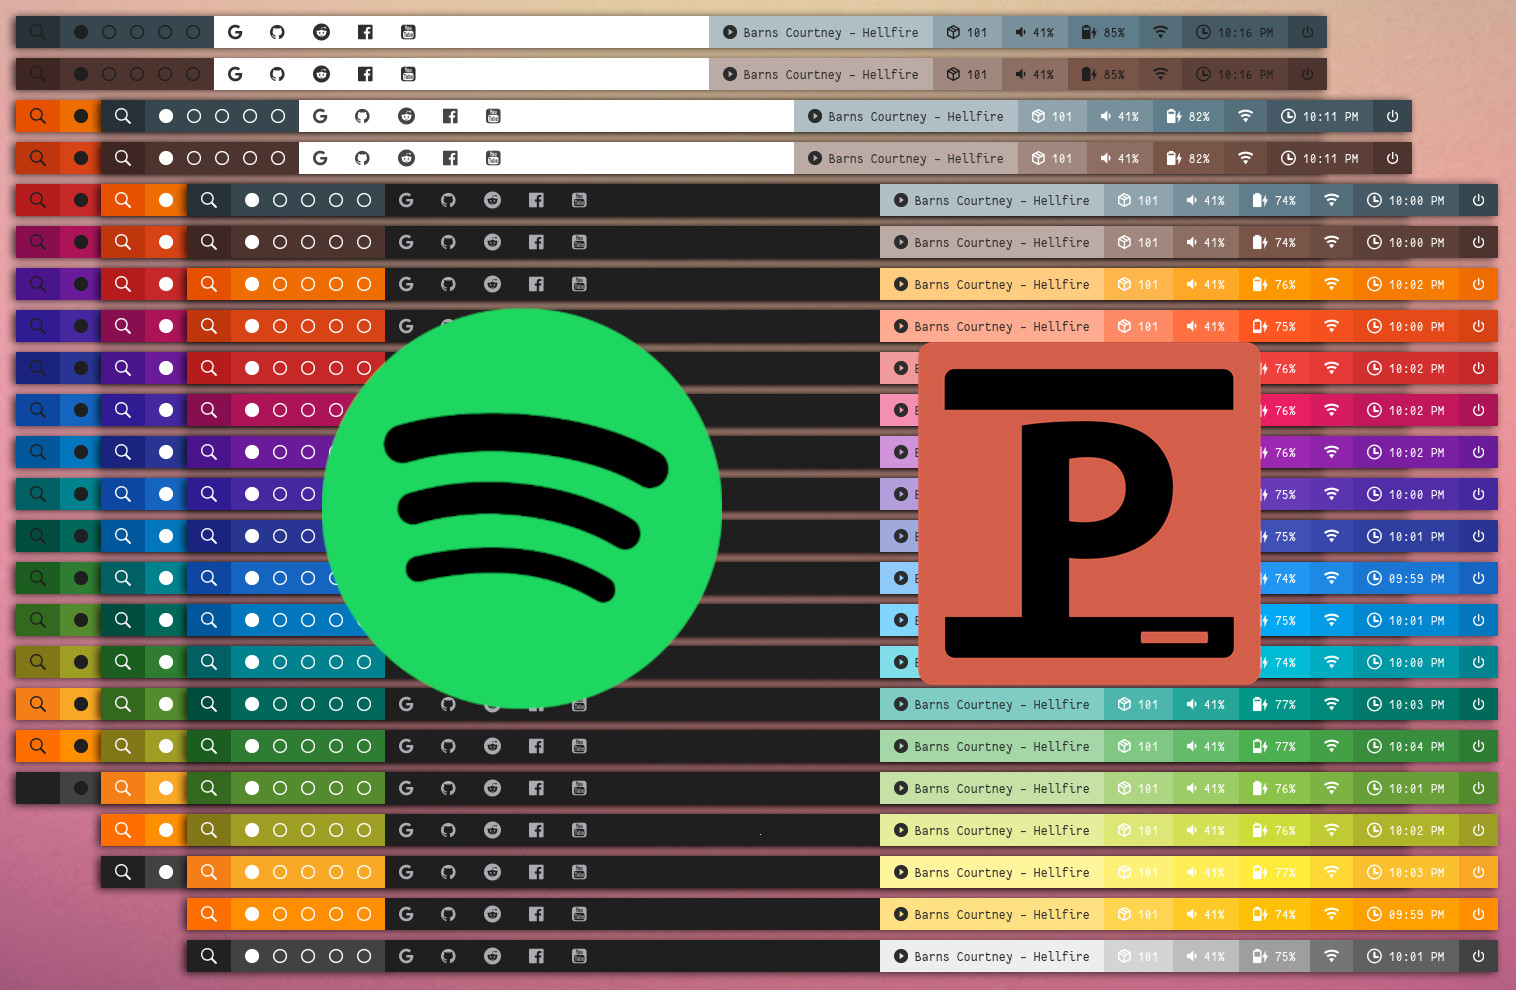 Barns Courtney – Hellfire 101 41% 85% 10:16 PM
Barns Courtney – Hellfire 101 41% 85% 10:16 PM
Barns Courtney – Hellfire 101 41% 82% 10:11 PM
Barns Courtney – Hellfire 101 41% 82% 10:11 PM
Barns Courtney – Hellfire 101 41% 74% 10:00 PM
Barns Courtney – Hellfire 101 41% 74% 10:00 PM
Barns Courtney – Hellfire 101 41% 76% 10:02 PM
Barns Courtney – Hellfire 101 41% 75% 10:00 PM
76% 10:02 PM
76% 10:02 PM
76% 10:02 PM
75% 10:00 PM
75% 10:01 PM
74% 09:59 PM
75% 10:01 PM
74% 10:00 PM
P
Barns Courtney – Hellfire 101 41% 77% 10:03 PM
Barns Courtney – Hellfire 101 41% 77% 10:04 PM
Barns Courtney – Hellfire 101 41% 76% 10:01 PM
Barns Courtney – Hellfire 101 41% 76% 10:02 PM
Barns Courtney – Hellfire 101 41% 77% 10:03 PM
Barns Courtney – Hellfire 101 41% 74% 09:59 PM
Barns Courtney – Hellfire 101 41% 75% 10:01 PM